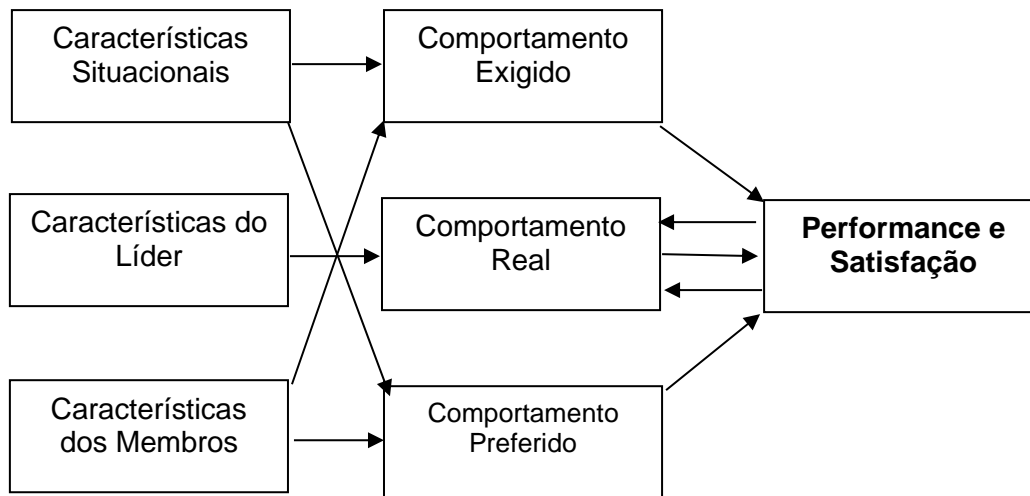 Características
Situacionais
Comportamento
Exigido
Características do
Líder
Comportamento
Real
Performance e
Satisfação
Características
dos Membros
Comportamento
Preferido